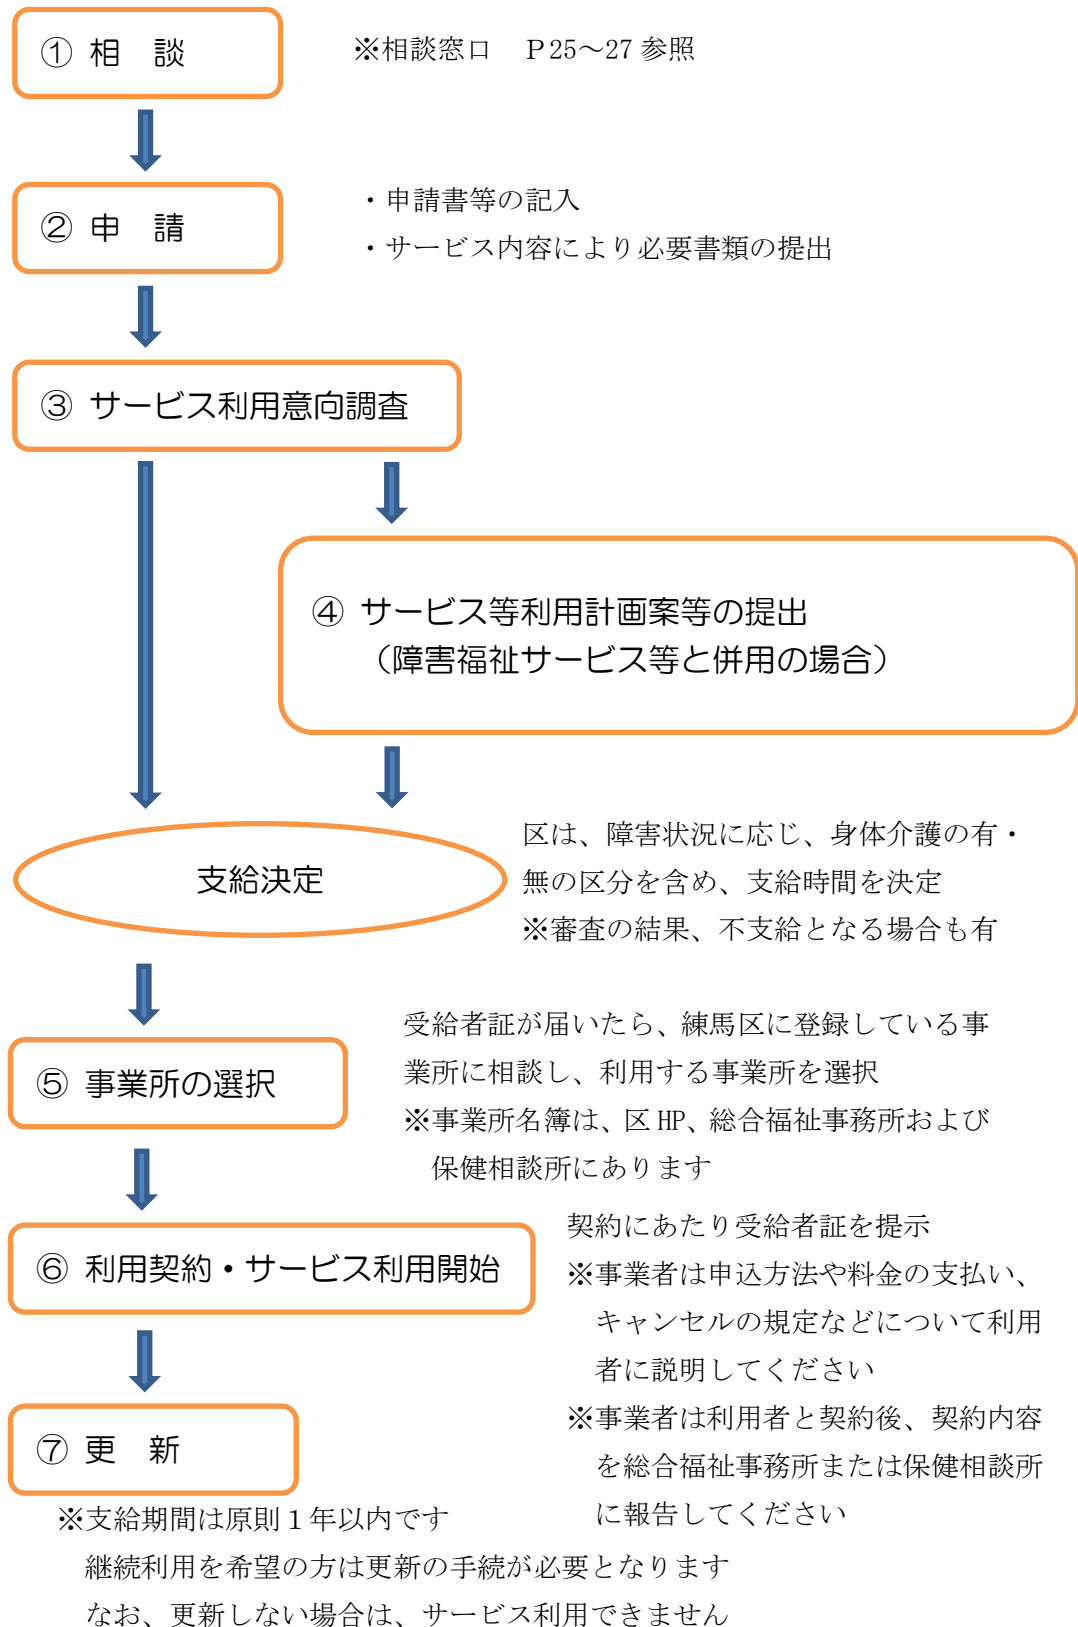 ① 相　談
※相談窓口　P25～27 参照
② 申　請
・申請書等の記入
・サービス内容により必要書類の提出
③ サービス利用意向調査
④ サービス等利用計画案等の提出
（障害福祉サービス等と併用の場合）
支給決定
区は、障害状況に応じ、身体介護の有・
無の区分を含め、支給時間を決定
※審査の結果、不支給となる場合も有
⑤ 事業所の選択
受給者証が届いたら、練馬区に登録している事
業所に相談し、利用する事業所を選択
※事業所名簿は、区 HP、総合福祉事務所および
保健相談所にあります
⑥ 利用契約・サービス利用開始
契約にあたり受給者証を提示
※事業者は申込方法や料金の支払い、
キャンセルの規定などについて利用
者に説明してください
※事業者は利用者と契約後、契約内容
を総合福祉事務所または保健相談所
に報告してください
⑦ 更　新
※支給期間は原則１年以内です
継続利用を希望の方は更新の手続が必要となります
なお、更新しない場合は、サービス利用できません